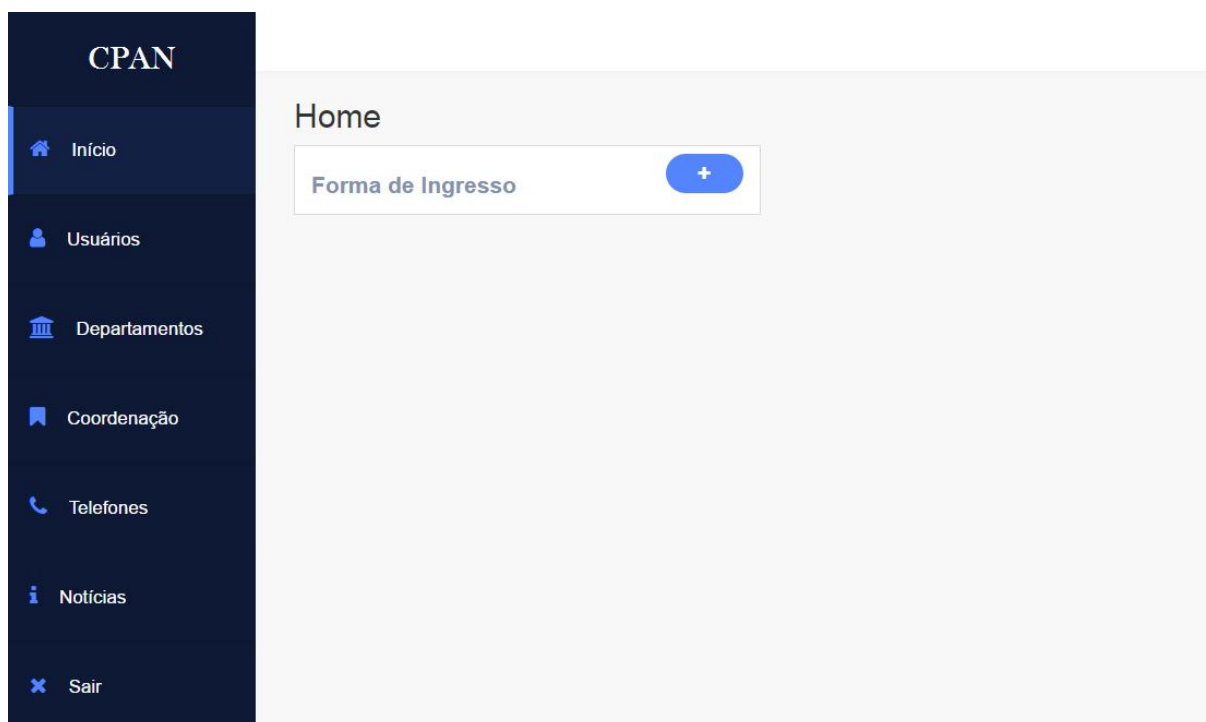 CPAN
Início
Usuários
Departamentos
Coordenação
Telefones
Notícias
Sair
Home
Forma de Ingresso
+